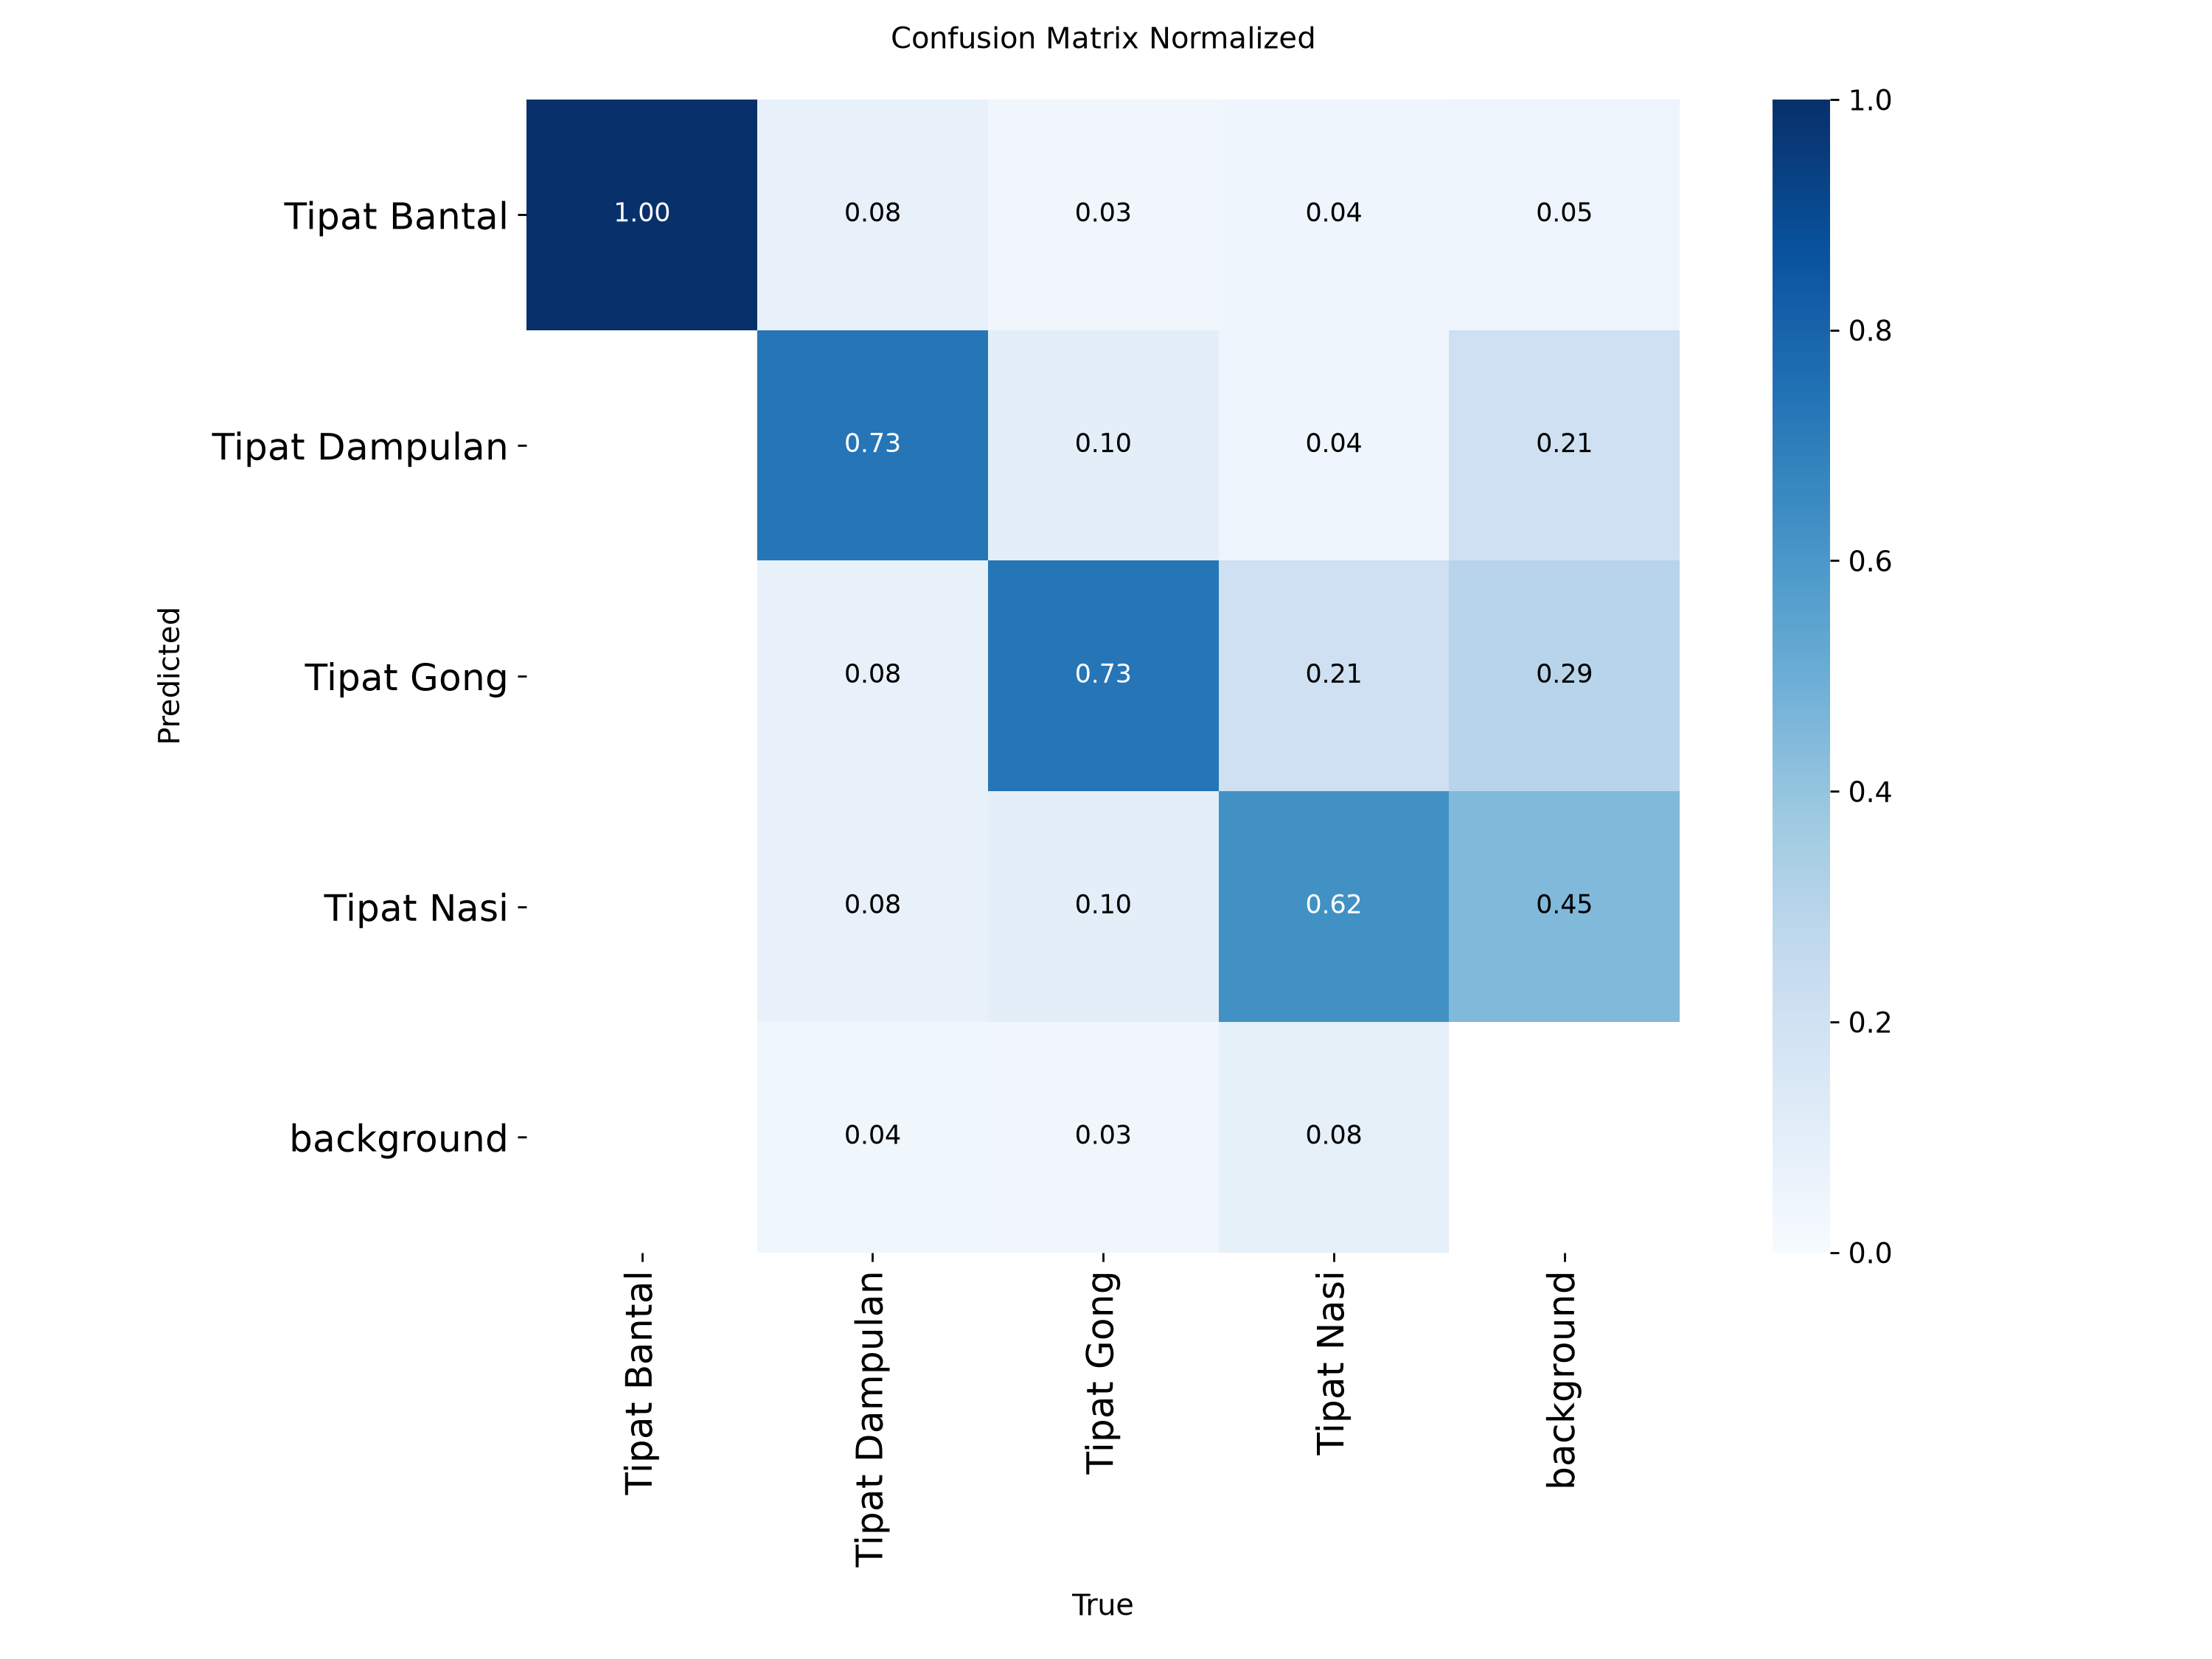 Confusion Matrix Normalized
Tipat Bantal 1.00 0.08 0.03 0.04 0.05
Tipat Dampulan 0.73 0.10 0.04 0.21
Tipat Gong 0.08 0.73 0.21 0.29
Tipat Nasi 0.08 0.10 0.62 0.45
background 0.04 0.03 0.08
Predicted
Tipat Bantal
Tipat Dampulan
Tipat Gong
Tipat Nasi
background
True
1.0
0.8
0.6
0.4
0.2
0.0